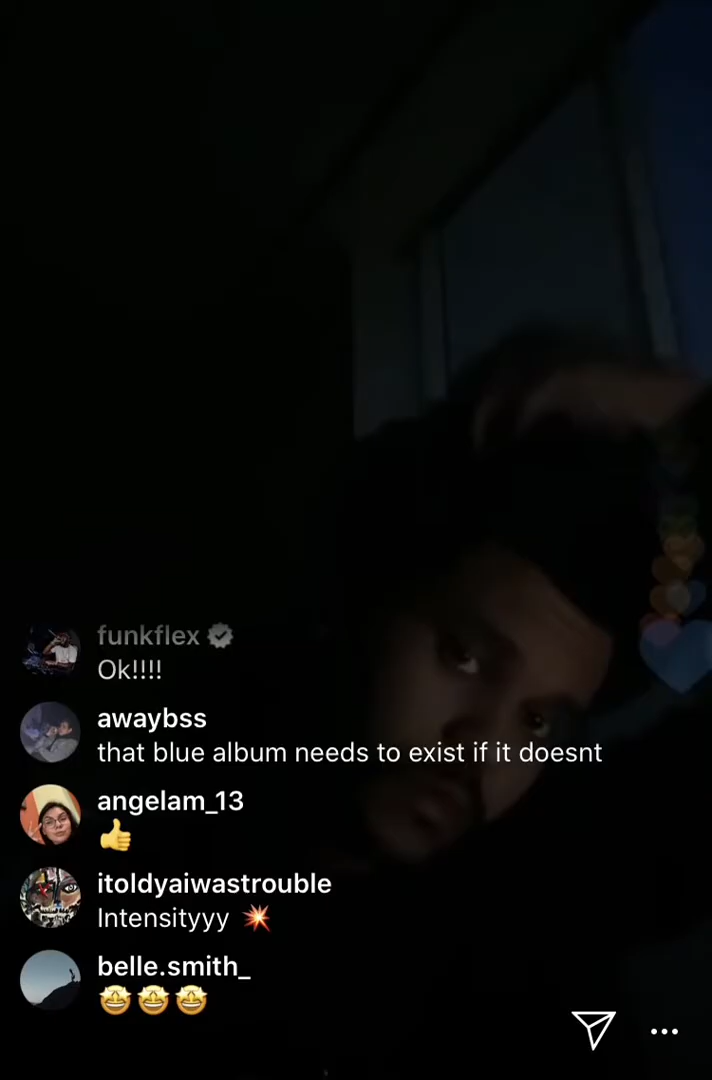 funkflex
Ok!!!!
awaybss
that blue album needs to exist if it doesnt
angelam_13
👍
itoldyaiwastrouble
Intensityyy 💥
belle.smith_
🤩🤩🤩